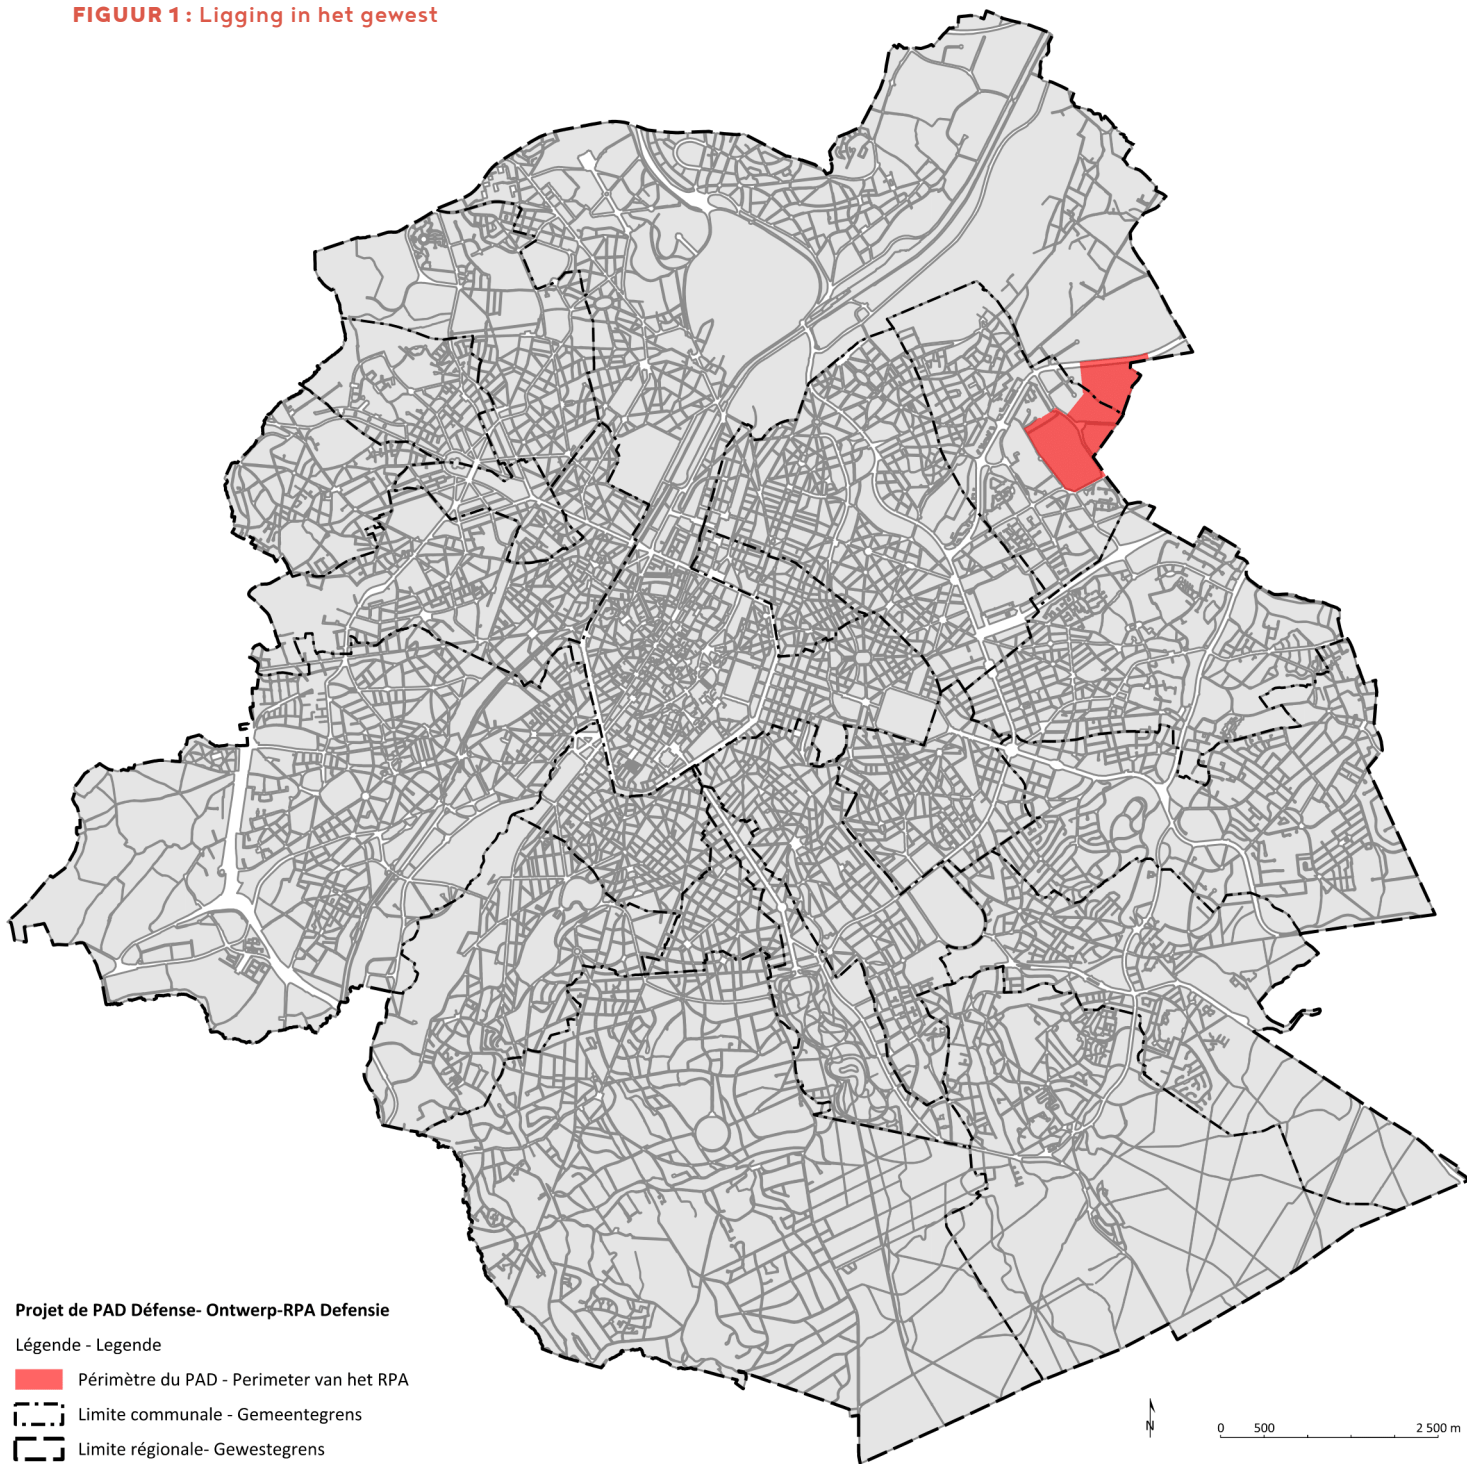 FIGUUR 1 : Ligging in het gewest
Projet de PAD Défense- Ontwerp-RPA Defensie
Légende - Legende
Périmètre du PAD - Perimeter van het RPA
Limite communale - Gemeentegrens
Limite régionale- Gewestegrens
N
0 500 2 500 m